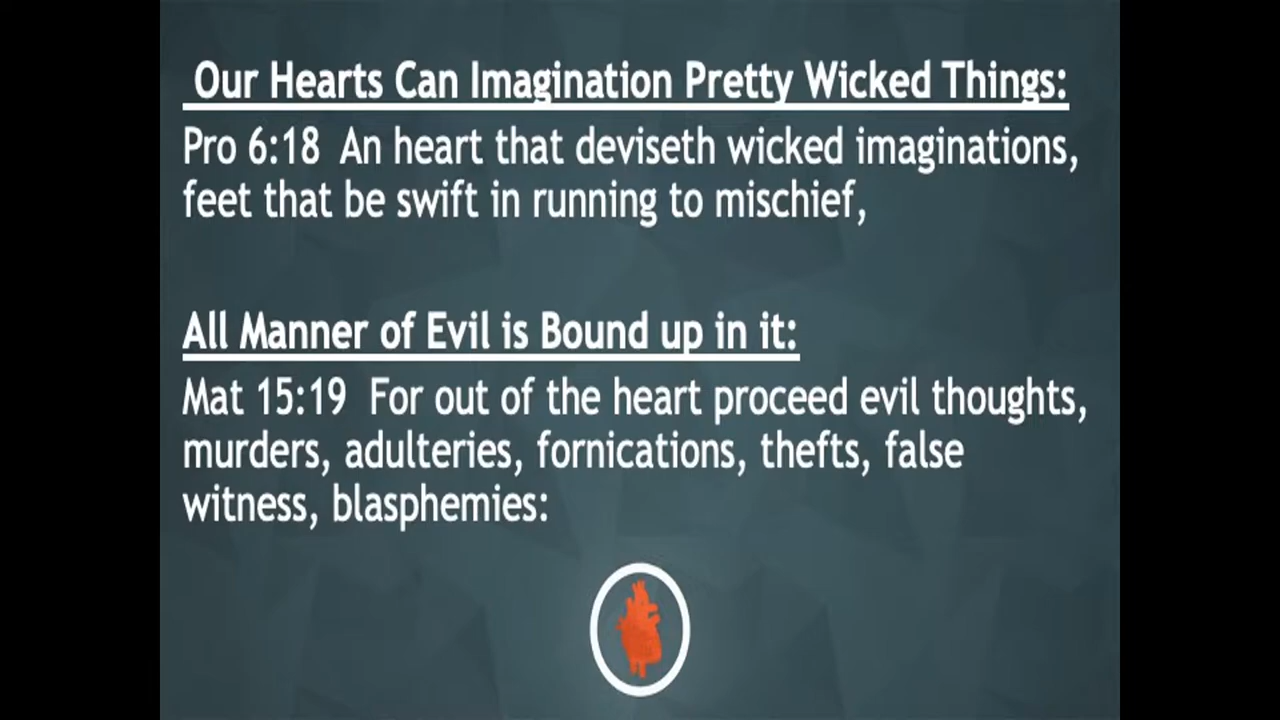 Our Hearts Can Imagination Pretty Wicked Things:
Pro 6:18  An heart that deviseth wicked imaginations,
feet that be swift in running to mischief,
All Manner of Evil is Bound up in it:
Mat 15:19  For out of the heart proceed evil thoughts,
murders, adulteries, fornications, thefts, false
witness, blasphemies: